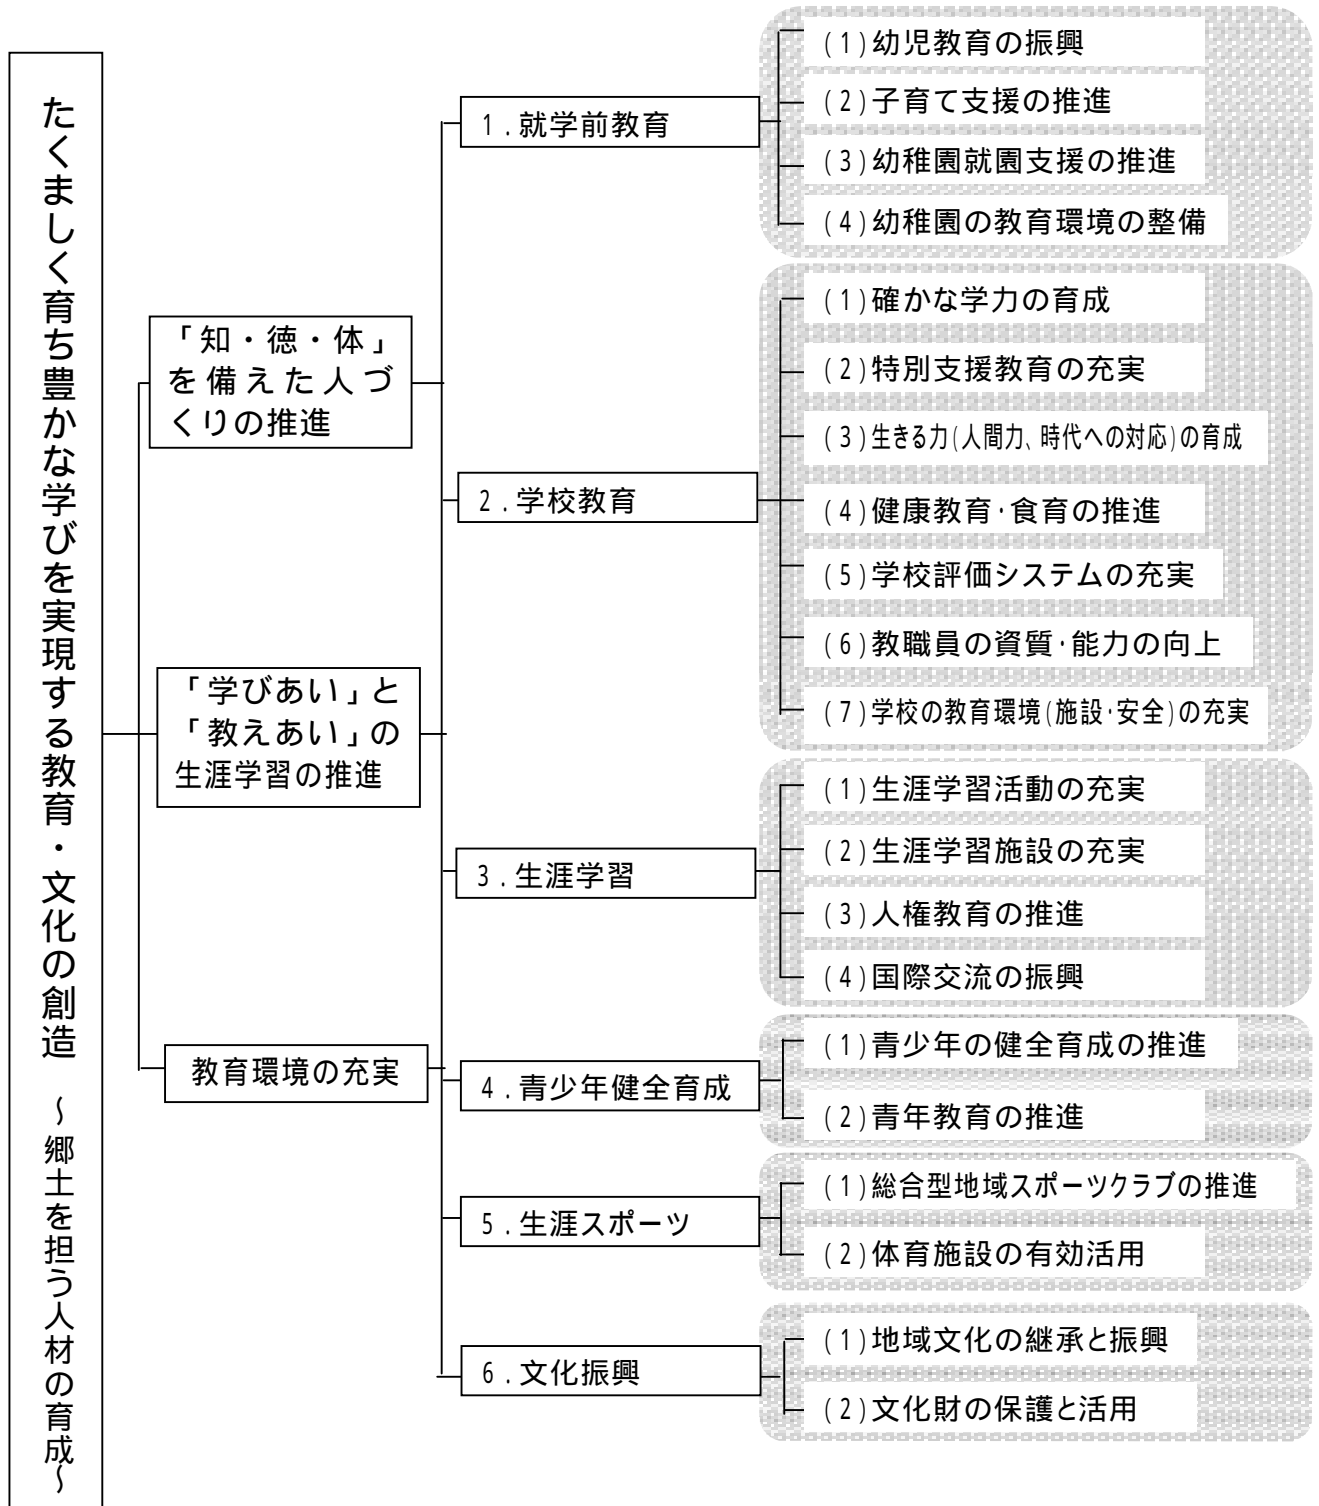 たくましく育ち豊かな学びを実現する教育・文化の創造 ～郷土を担う人材の育成～
「知・徳・体」
を備えた人づ
くりの推進
「学びあい」と
「教えあい」の
生涯学習の推進
教育環境の充実
1.就学前教育
(1)幼児教育の振興
(2)子育て支援の推進
(3)幼稚園就園支援の推進
(4)幼稚園の教育環境の整備
2.学校教育
(1)確かな学力の育成
(2)特別支援教育の充実
(3)生きる力(人間力、時代への対応)の育成
(4)健康教育・食育の推進
(5)学校評価システムの充実
(6)教職員の資質・能力の向上
(7)学校の教育環境(施設・安全)の充実
3.生涯学習
(1)生涯学習活動の充実
(2)生涯学習施設の充実
(3)人権教育の推進
(4)国際交流の振興
4.青少年健全育成
(1)青少年の健全育成の推進
(2)青年教育の推進
5.生涯スポーツ
(1)総合型地域スポーツクラブの推進
(2)体育施設の有効活用
6.文化振興
(1)地域文化の継承と振興
(2)文化財の保護と活用